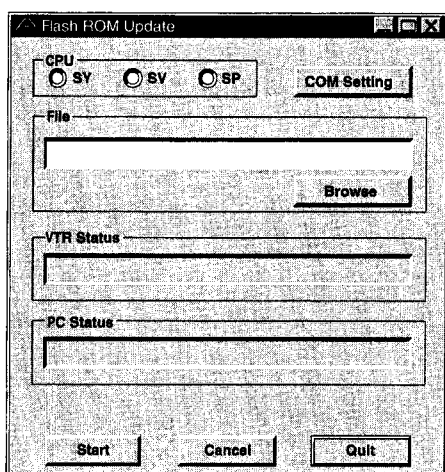 Flash ROM Update
CPU
SY SV SP
COM Setting
File
Browse
VTR Status
PC Status
Start Cancel Quit